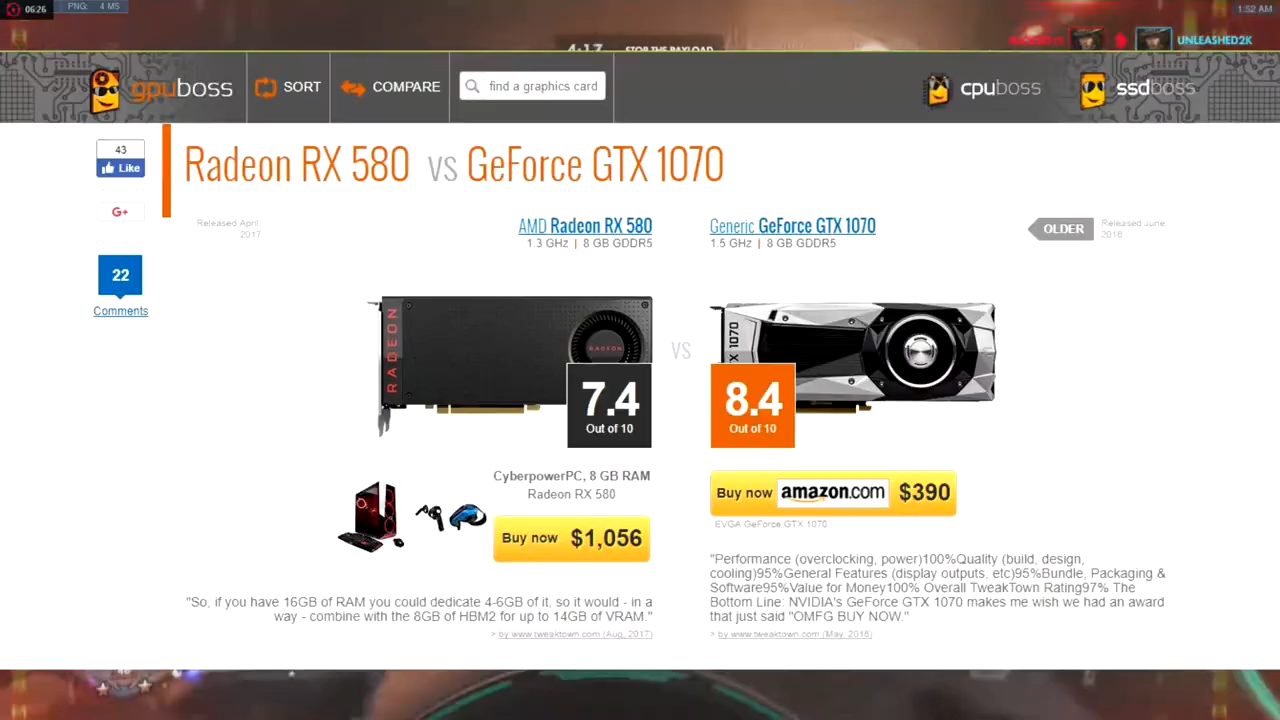 06:26
PNG: 4 MS
1:52 AM
4:17
STOP THE PAYLOAD
UNLEASHED2K
gpuboss
SORT
COMPARE
find a graphics card
cpuboss
ssdboss
43
Like
G+
22
Comments
Radeon RX 580 vs GeForce GTX 1070
Released April, 2017
AMD Radeon RX 580
1.3 GHz | 8 GB GDDR5
Generic GeForce GTX 1070
1.5 GHz | 8 GB GDDR5
OLDER
Released June 2016
RADEON
RADEON
VS
X 1070
7.4
Out of 10
8.4
Out of 10
CyberpowerPC, 8 GB RAM
Radeon RX 580
Buy now $1,056
Buy now amazon.com $390
EVGA GeForce GTX 1070
"So, if you have 16GB of RAM you could dedicate 4-6GB of it, so it would - in a
way - combine with the 8GB of HBM2 for up to 14GB of VRAM."
> by www.tweaktown.com (Aug, 2017)
"Performance (overclocking, power)100%Quality (build, design,
cooling)95%General Features (display outputs, etc)95%Bundle, Packaging &
Software95%Value for Money100% Overall TweakTown Rating97% The
Bottom Line: NVIDIA's GeForce GTX 1070 makes me wish we had an award
that just said "OMFG BUY NOW."
> by www.tweaktown.com (May, 2016)